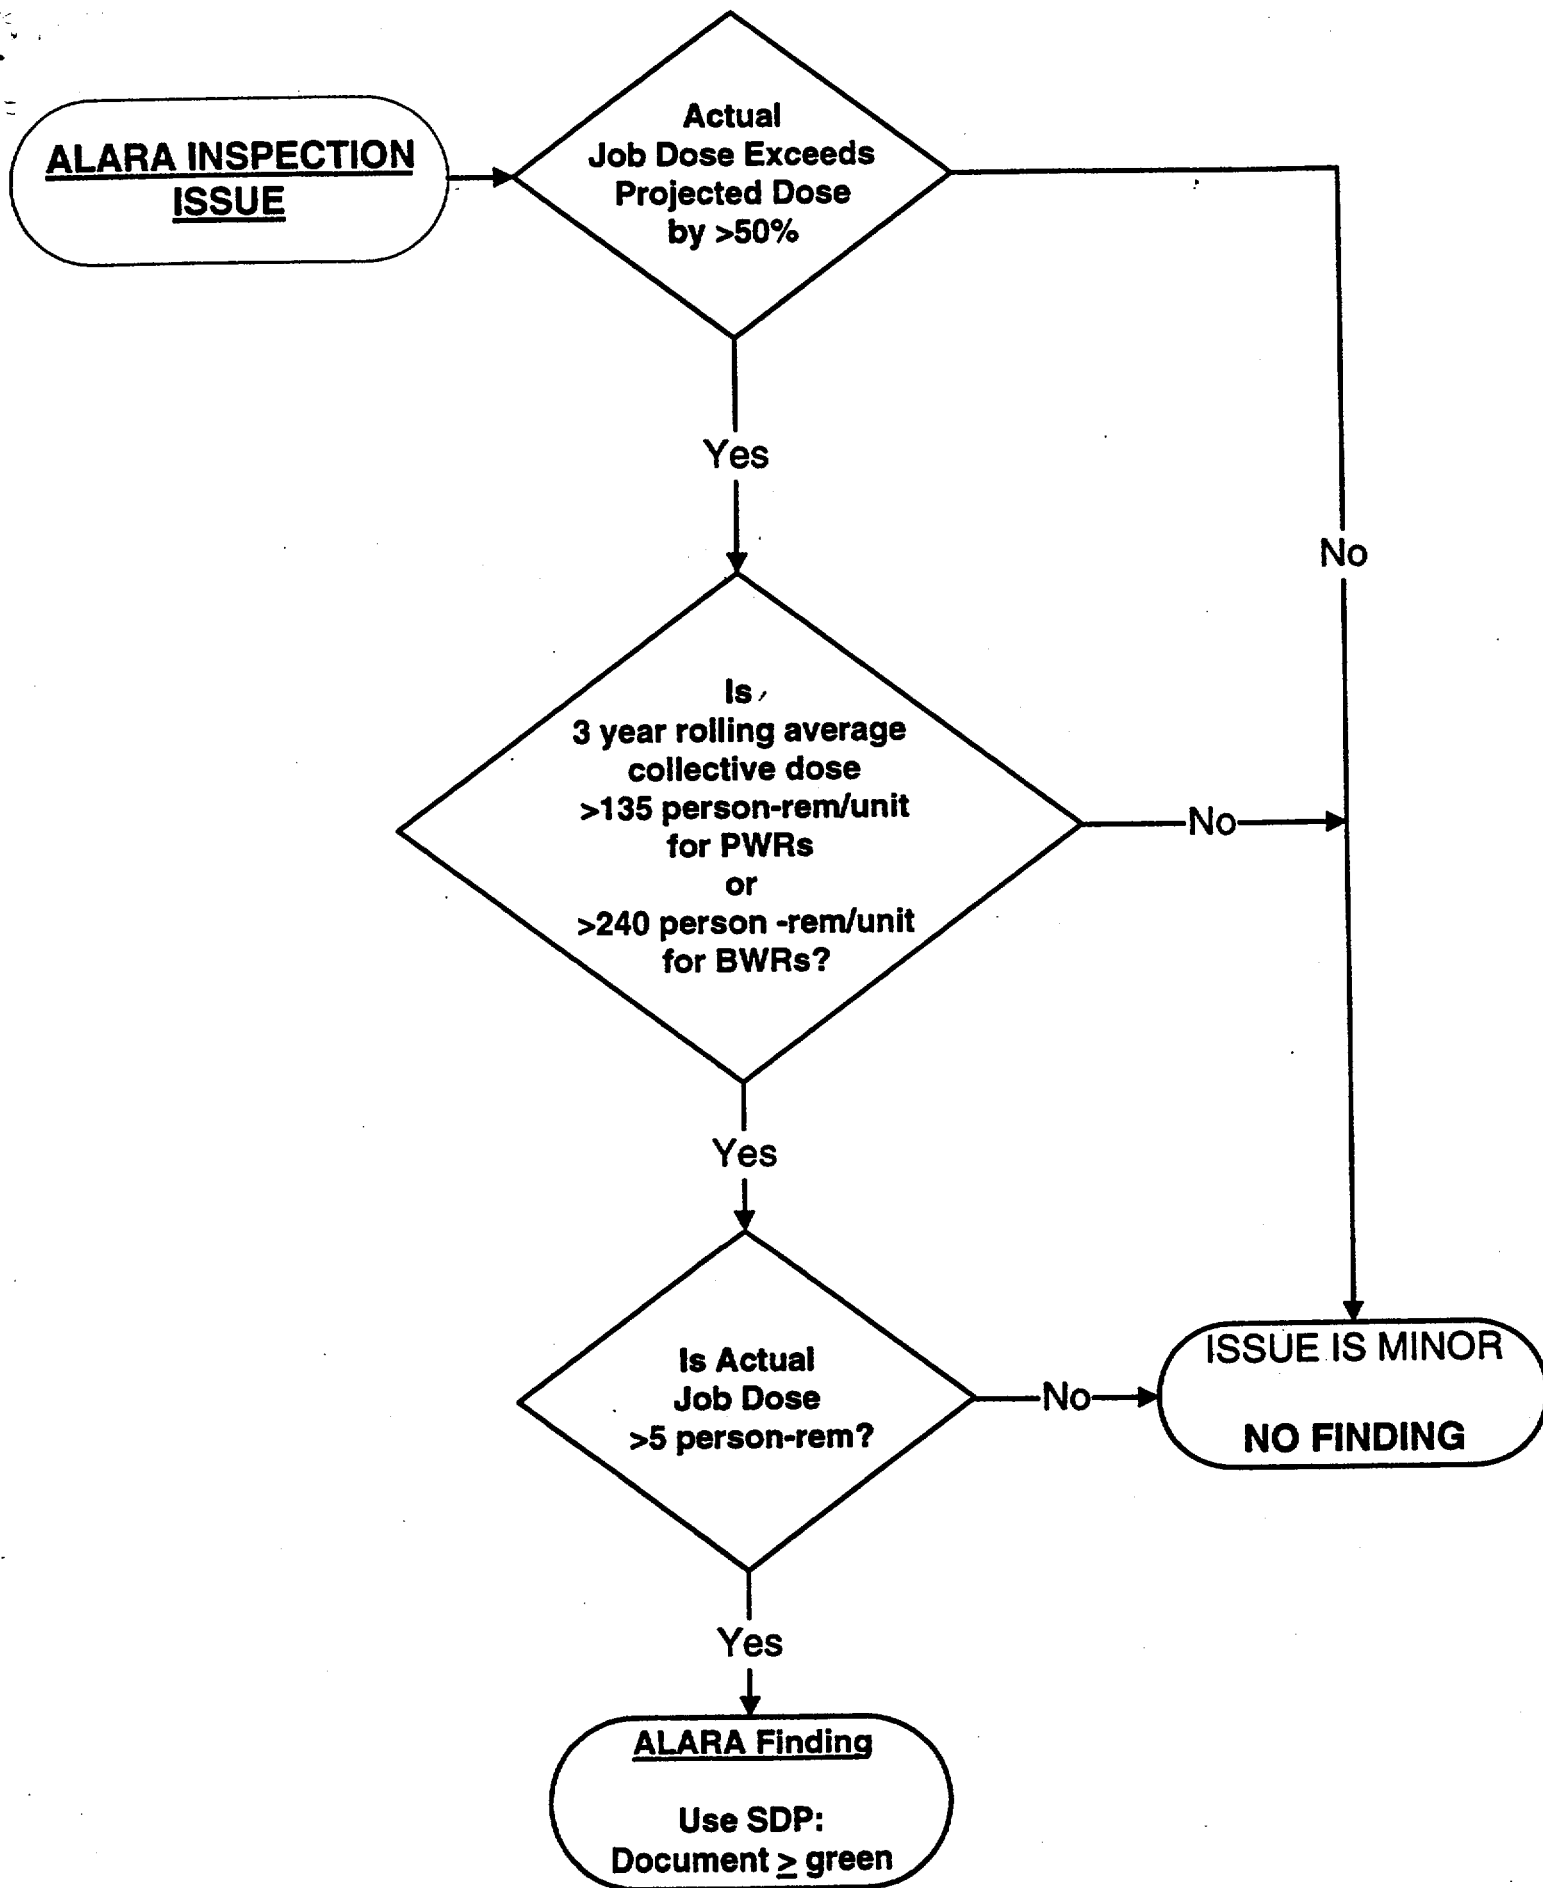 ALARA INSPECTION
ISSUE
Actual
Job Dose Exceeds
Projected Dose
by >50%
Yes
No
Is
3 year rolling average
collective dose
>135 person-rem/unit
for PWRs
or
>240 person -rem/unit
for BWRs?
No
Yes
Is Actual
Job Dose
>5 person-rem?
No
ISSUE IS MINOR
NO FINDING
Yes
ALARA Finding
Use SDP:
Document ≥ green